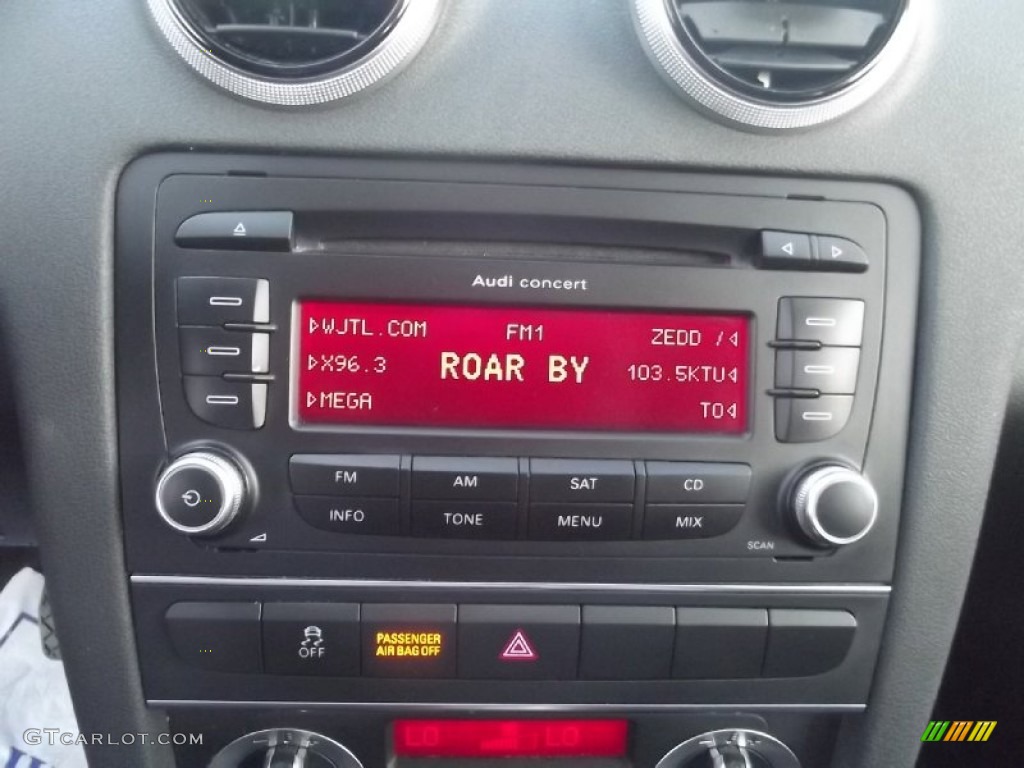 Audi concert
WJTL.COM FM1 ZEDD /
X96.3 ROAR BY 103.5KTU
MEGA TO
FM AM SAT CD
INFO TONE MENU MIX
SCAN
OFF
PASSENGER
AIR BAG OFF
LO LO
GTCARLOT.COM